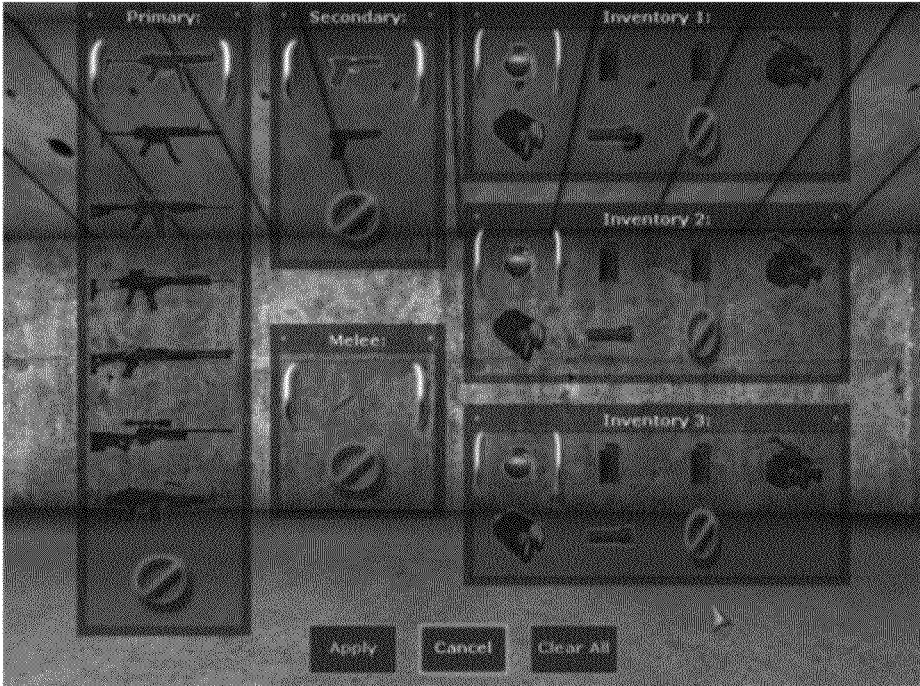 Primary:
Secondary:
Inventory 1:
Inventory 2:
Melee:
Inventory 3:
Apply
Cancel
Clear All